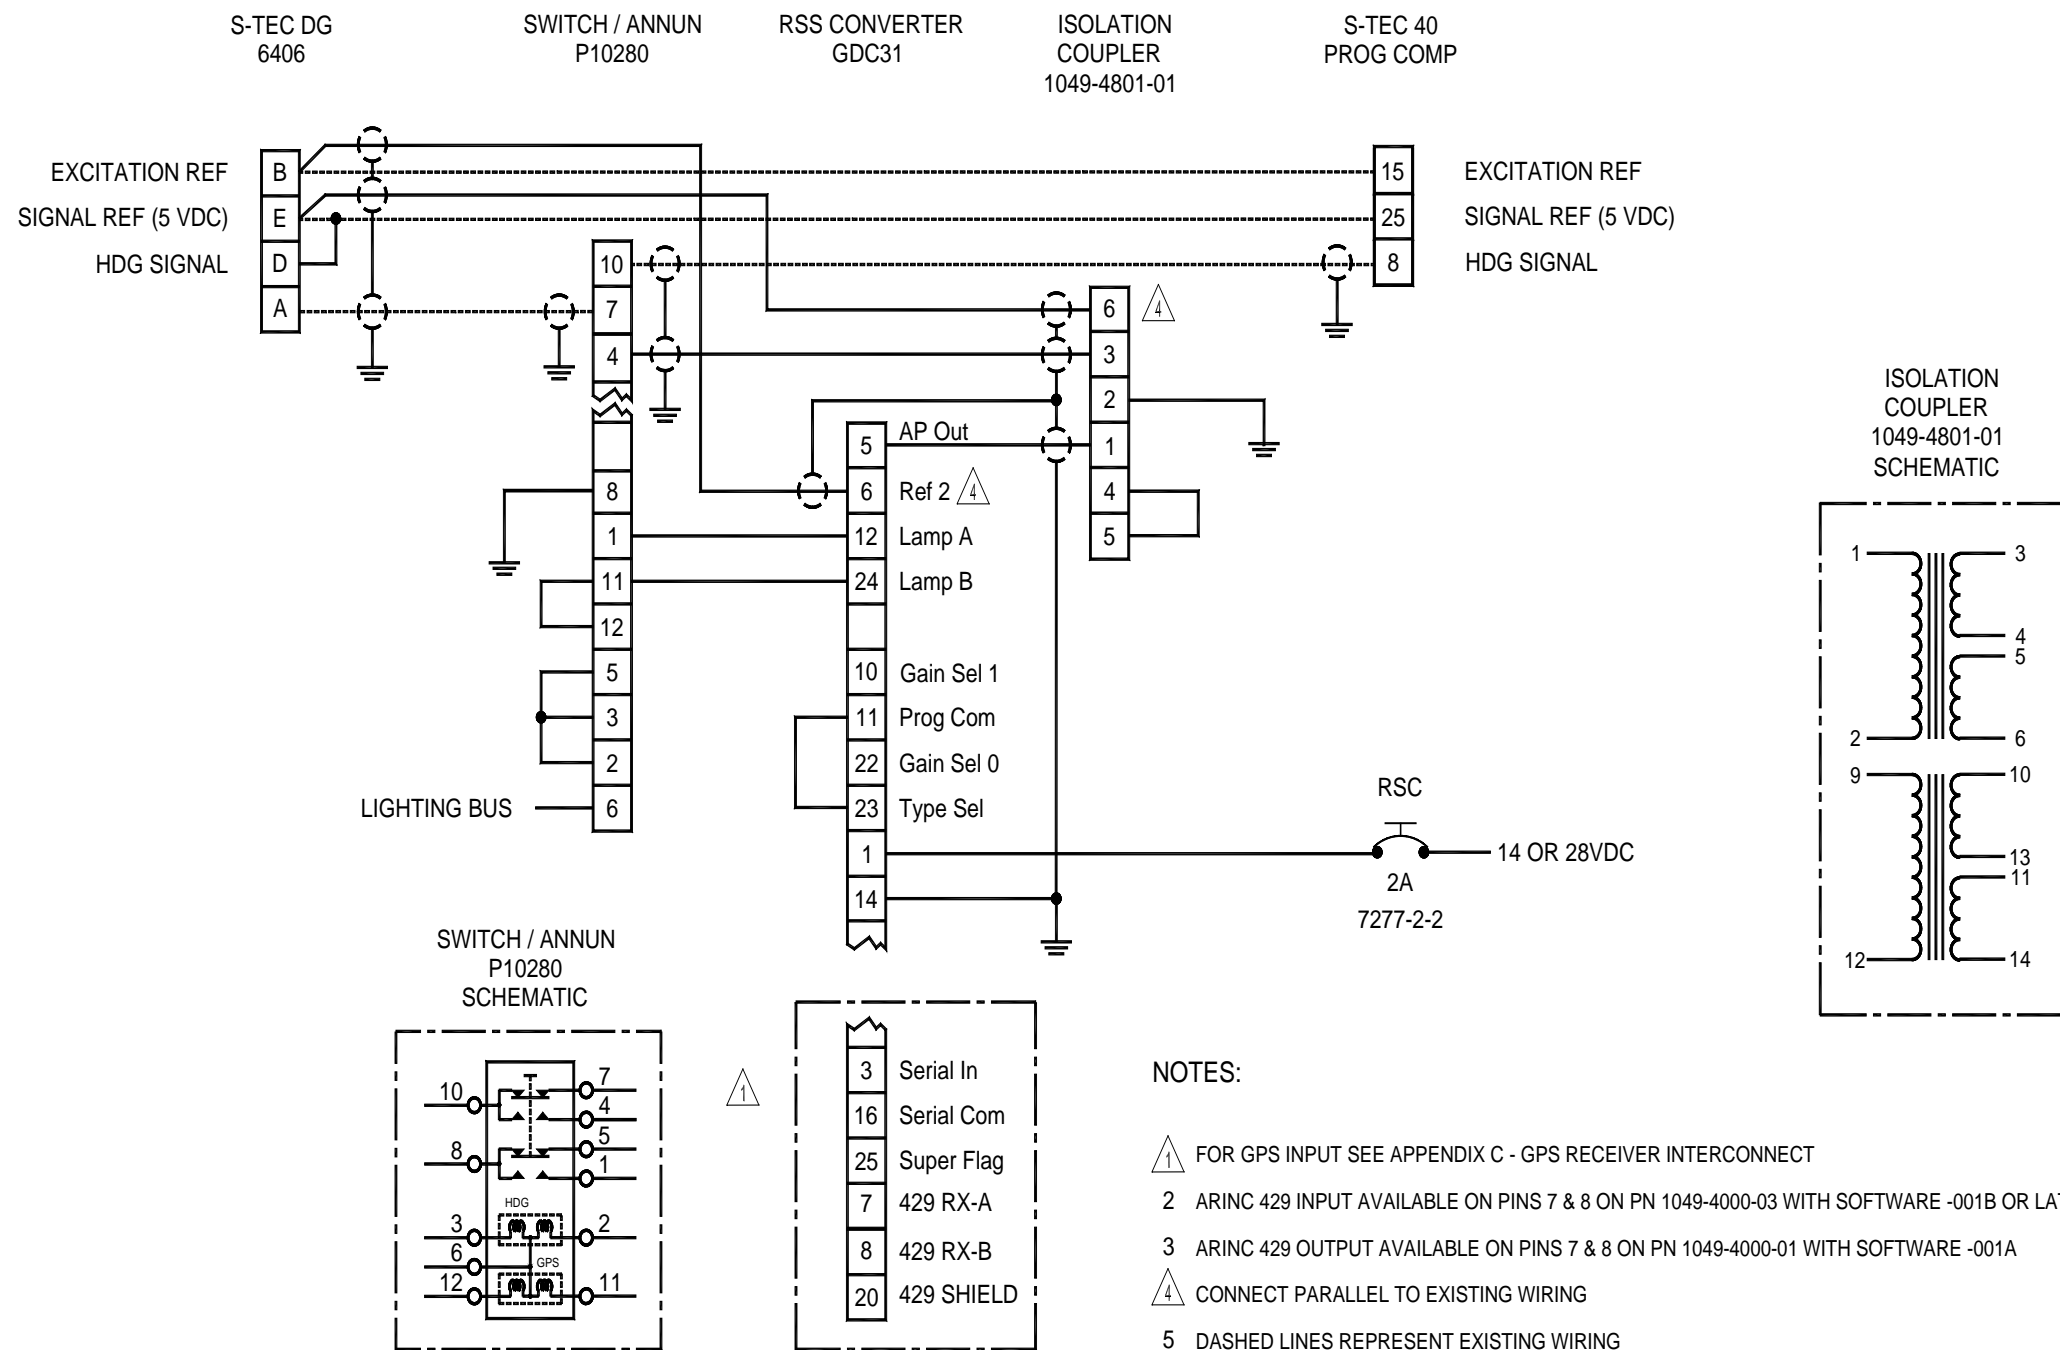 S-TEC DG
6406
SWITCH / ANNUN
P10280
RSS CONVERTER
GDC31
ISOLATION
COUPLER
1049-4801-01
S-TEC 40
PROG COMP
EXCITATION REF
SIGNAL REF (5 VDC)
HDG SIGNAL
B
E
D
A
15
25
8
EXCITATION REF
SIGNAL REF (5 VDC)
HDG SIGNAL
10
7
4
8
1
11
12
5
3
2
6
LIGHTING BUS
6
4
3
2
1
4
5
5 AP Out
6 Ref 2 4
12 Lamp A
24 Lamp B
10 Gain Sel 1
11 Prog Com
22 Gain Sel 0
23 Type Sel
1
14
RSC
14 OR 28VDC
2A
7277-2-2
ISOLATION
COUPLER
1049-4801-01
SCHEMATIC
1
3
4
5
2
6
9
10
13
11
12
14
SWITCH / ANNUN
P10280
SCHEMATIC
10
7
4
5
8
1
HDG
3
2
6
GPS
12
11
1
3 Serial In
16 Serial Com
25 Super Flag
7 429 RX-A
8 429 RX-B
20 429 SHIELD
NOTES:
1 FOR GPS INPUT SEE APPENDIX C - GPS RECEIVER INTERCONNECT
2 ARINC 429 INPUT AVAILABLE ON PINS 7 & 8 ON PN 1049-4000-03 WITH SOFTWARE -001B OR LAT
3 ARINC 429 OUTPUT AVAILABLE ON PINS 7 & 8 ON PN 1049-4000-01 WITH SOFTWARE -001A
4 CONNECT PARALLEL TO EXISTING WIRING
5 DASHED LINES REPRESENT EXISTING WIRING